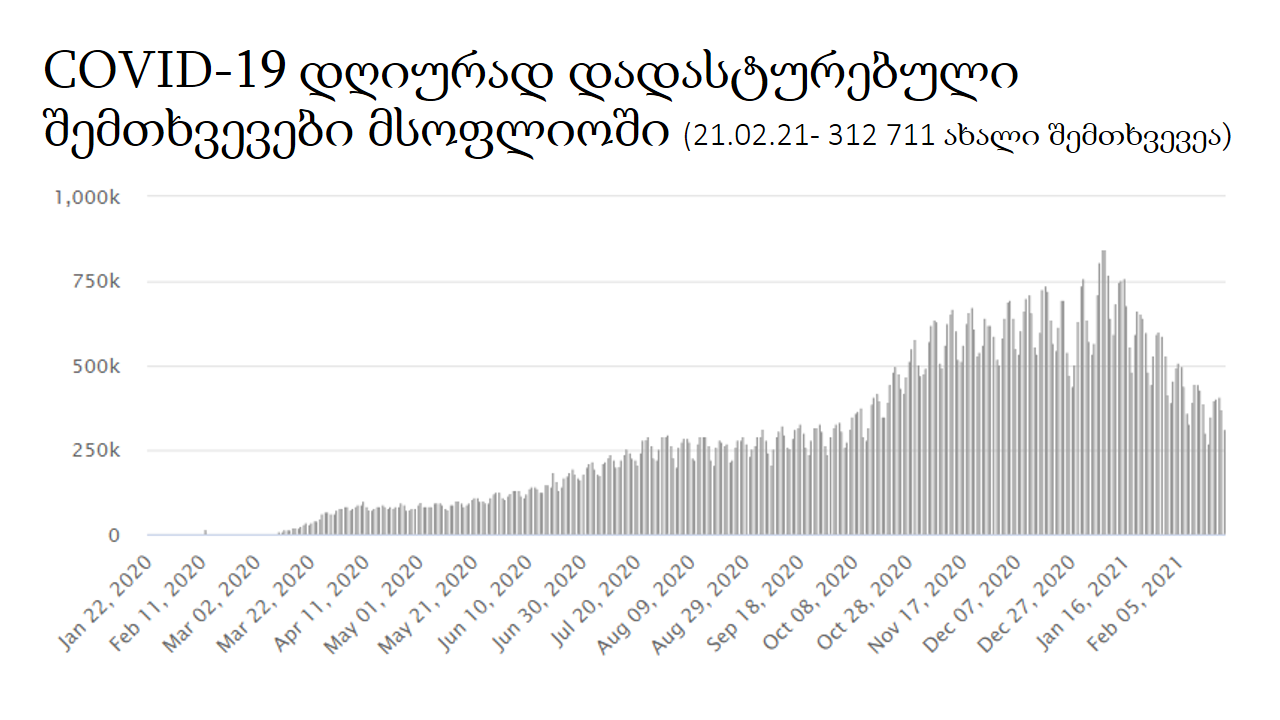 COVID-19 დღიურად დადასტურებული
შემთხვევები მსოფლიოში (21.02.21- 312 711 ახალი შემთხვევეა)
1,000k
750k
500k
250k
0
Jan 22, 2020
Feb 11, 2020
Mar 02, 2020
Mar 22, 2020
Apr 11, 2020
May 01, 2020
May 21, 2020
Jun 10, 2020
Jun 30, 2020
Jul 20, 2020
Aug 09, 2020
Aug 29, 2020
Sep 18, 2020
Oct 08, 2020
Oct 28, 2020
Nov 17, 2020
Dec 07, 2020
Dec 27, 2020
Jan 16, 2021
Feb 05, 2021